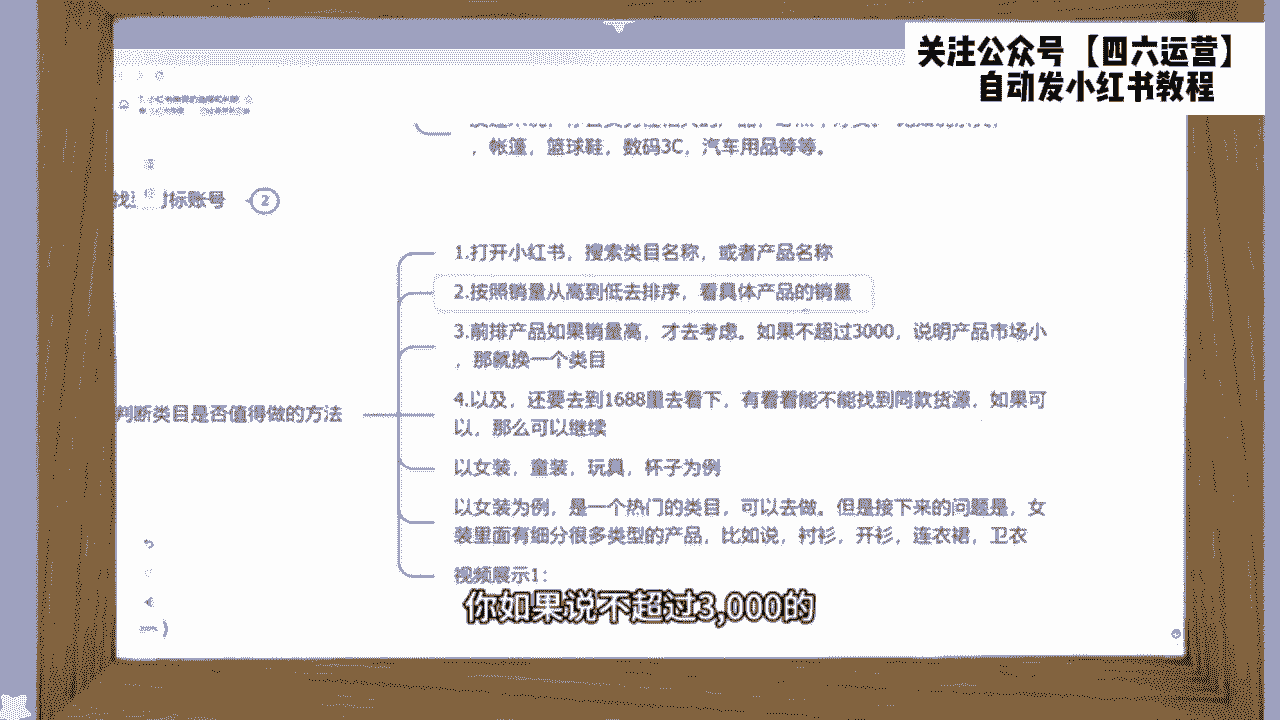 关注公众号【四六运营】
自动发小红书教程
，帐篷，篮球鞋，数码3C，汽车用品等等。
标账号 2
1.打开小红书，搜索类目名称，或者产品名称
2.按照销量从高到低去排序，看具体产品的销量
3.前排产品如果销量高，才去考虑。如果不超过3000，说明产品市场小
，那就换一个类目
4.以及，还要去到1688里去看下，有看看能不能找到同款货源，如果可
以，那么可以继续
判断类目是否值得做的方法
以女装，童装，玩具，杯子为例
以女装为例，是一个热门的类目，可以去做。但是接下来的问题是，女
装里面有细分很多类型的产品，比如说，衬衫，开衫，连衣裙，卫衣
视频展示1：
你如果说不超过3,000的